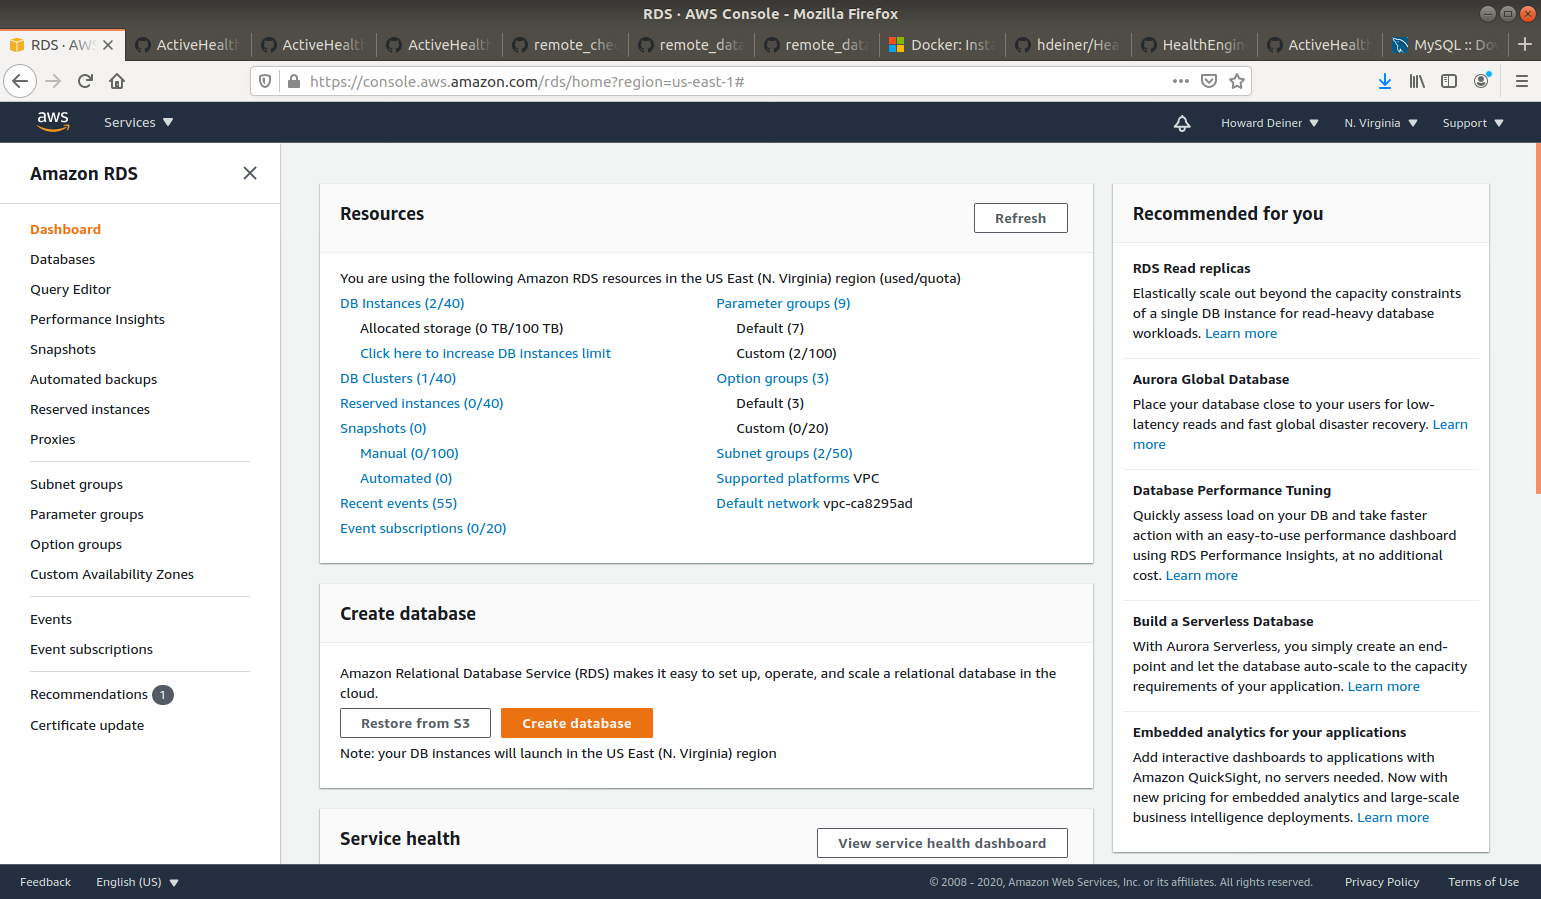 RDS · AWS Console - Mozilla Firefox
RDS · AWS
ActiveHealth
ActiveHealth
ActiveHealth
remote_che
remote_data
remote_data
Docker: Insta
hdeiner/Hea
HealthEngin
ActiveHealth
MySQL :: Do
https://console.aws.amazon.com/rds/home?region=us-east-1#
aws
Services
Howard Deiner
N. Virginia
Support
Amazon RDS
Dashboard
Databases
Query Editor
Performance Insights
Snapshots
Automated backups
Reserved instances
Proxies
Subnet groups
Parameter groups
Option groups
Custom Availability Zones
Events
Event subscriptions
Recommendations 1
Certificate update
Resources
Refresh
You are using the following Amazon RDS resources in the US East (N. Virginia) region (used/quota)
DB Instances (2/40)
Allocated storage (0 TB/100 TB)
Click here to increase DB instances limit
DB Clusters (1/40)
Reserved instances (0/40)
Snapshots (0)
Manual (0/100)
Automated (0)
Recent events (55)
Event subscriptions (0/20)
Parameter groups (9)
Default (7)
Custom (2/100)
Option groups (3)
Default (3)
Custom (0/20)
Subnet groups (2/50)
Supported platforms VPC
Default network vpc-ca8295ad
Create database
Amazon Relational Database Service (RDS) makes it easy to set up, operate, and scale a relational database in the
cloud.
Restore from S3
Create database
Note: your DB instances will launch in the US East (N. Virginia) region
Service health
View service health dashboard
Recommended for you
RDS Read replicas
Elastically scale out beyond the capacity constraints
of a single DB instance for read-heavy database
workloads. Learn more
Aurora Global Database
Place your database close to your users for low-
latency reads and fast global disaster recovery. Learn
more
Database Performance Tuning
Quickly assess load on your DB and take faster
action with an easy-to-use performance dashboard
using RDS Performance Insights, at no additional
cost. Learn more
Build a Serverless Database
With Aurora Serverless, you simply create an end-
point and let the database auto-scale to the capacity
requirements of your application. Learn more
Embedded analytics for your applications
Add interactive dashboards to applications with
Amazon QuickSight, no servers needed. Now with
new pricing for embedded analytics and large-scale
business intelligence deployments. Learn more
Feedback
English (US)
© 2008 - 2020, Amazon Web Services, Inc. or its affiliates. All rights reserved.
Privacy Policy
Terms of Use